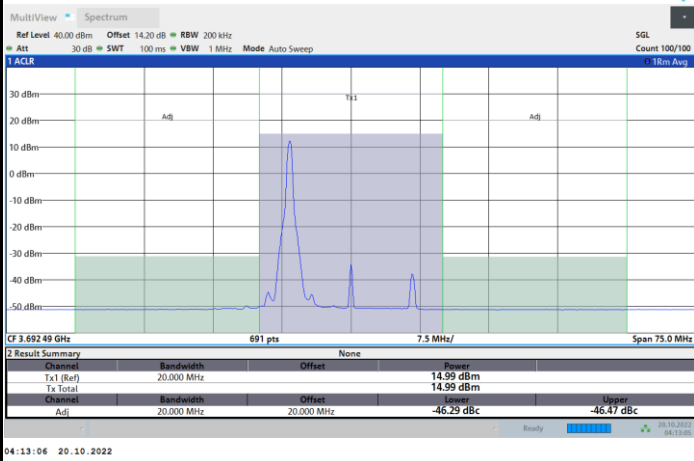 MultiView Spectrum
Ref Level 40.00 dBm Offset 14.20 dB RBW 200 kHz SGL
Att 30 dB SWT 100 ms VBW 1 MHz Mode Auto Sweep Count 100/100
1 ACLR 1Rm Avg
30 dBm
Tx1
20 dBm
Adj Adj
10 dBm
0 dBm
-10 dBm
-20 dBm
-30 dBm
-40 dBm
-50 dBm
CF 3.692 49 GHz 691 pts 7.5 MHz/ Span 75.0 MHz
2 Result Summary None
Channel Bandwidth Offset Power
Tx1 (Ref) 20.000 MHz 14.99 dBm
Tx Total 14.99 dBm
Channel Bandwidth Offset Lower Upper
Adj 20.000 MHz 20.000 MHz -46.29 dBc -46.47 dBc
Ready 20.10.2022
04:13:05
04:13:06 20.10.2022